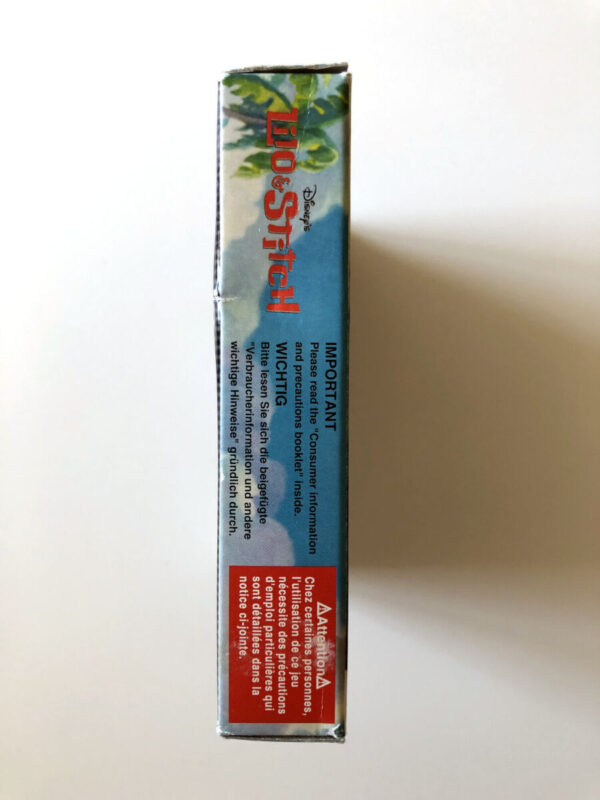 Disney's
Lilo & Stitch
IMPORTANT
Please read the "Consumer information
and precautions booklet" inside.
WICHTIG
Bitte lesen Sie sich die beigefügte
"Verbraucherinformation und andere
wichtige Hinweise" gründlich durch.
⚠Attention⚠
Chez certaines personnes,
l'utilisation de ce jeu
nécessite des précautions
d'emploi particulières qui
sont détaillées dans la
notice ci-jointe.